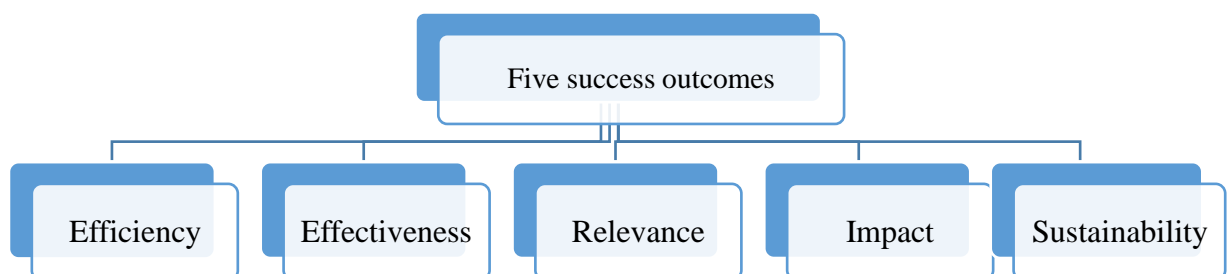 Five success outcomes
Efficiency
Effectiveness
Relevance
Impact
Sustainability